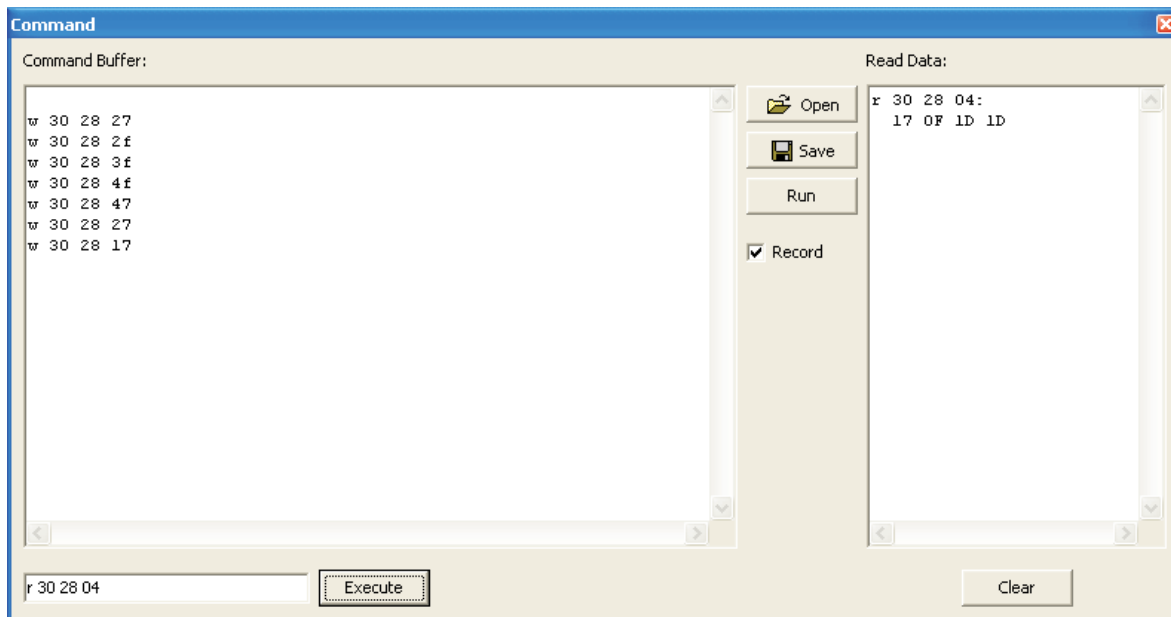 Command
Command Buffer:
w 30 28 27
w 30 28 2f
w 30 28 3f
w 30 28 4f
w 30 28 47
w 30 28 27
w 30 28 17
Open
Save
Run
Record
Read Data:
r 30 28 04:
17 0F 1D 1D
r 30 28 04
Execute
Clear